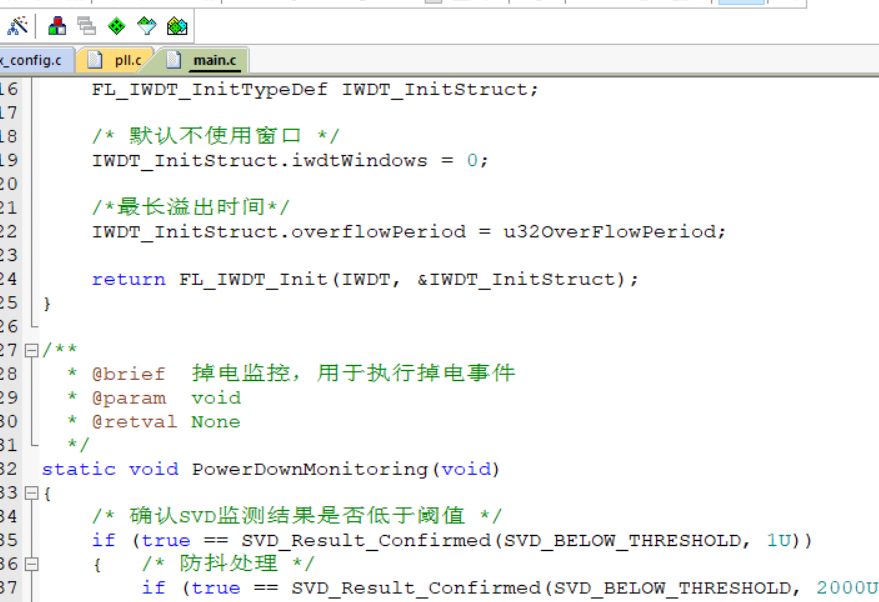 x_config.c pll.c main.c
16 FL_IWDT_InitTypeDef IWDT_InitStruct;
17
18 /* 默认不使用窗口 */
19 IWDT_InitStruct.iwdtWindows = 0;
20
21 /*最长溢出时间*/
22 IWDT_InitStruct.overflowPeriod = u32OverFlowPeriod;
23
24 return FL_IWDT_Init(IWDT, &IWDT_InitStruct);
25 }
26
27 /**
28 * @brief 掉电监控，用于执行掉电事件
29 * @param void
30 * @retval None
31 */
32 static void PowerDownMonitoring(void)
33 {
34 /* 确认SVD监测结果是否低于阈值 */
35 if (true == SVD_Result_Confirmed(SVD_BELOW_THRESHOLD, 1U))
36 { /* 防抖处理 */
37 if (true == SVD_Result_Confirmed(SVD_BELOW_THRESHOLD, 2000U